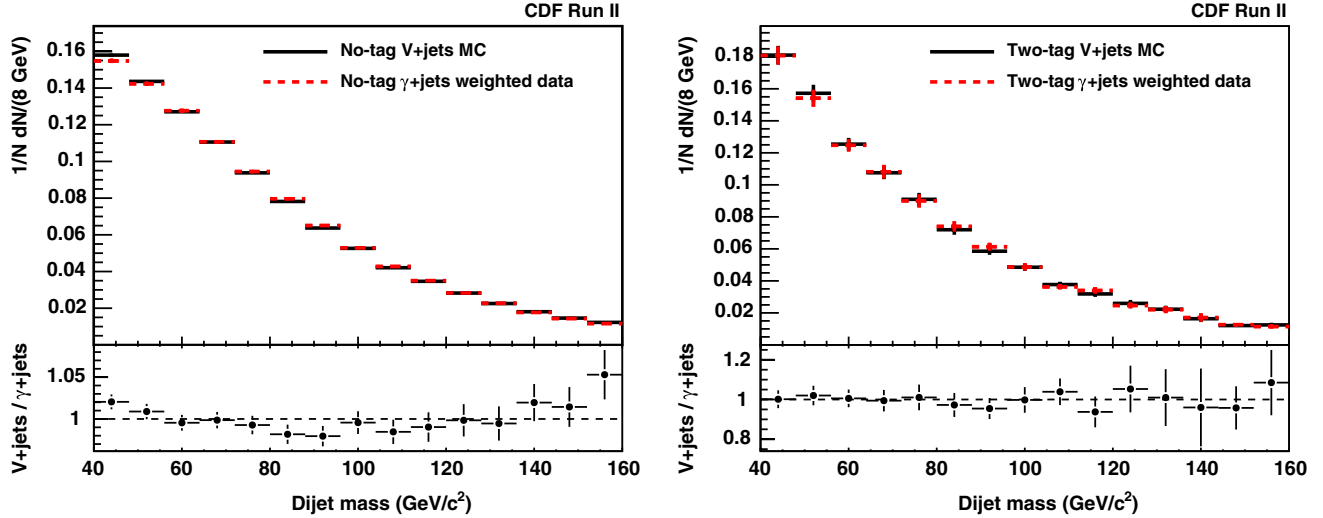 CDF Run II
1/N dN/(8 GeV)
0.16
0.14
0.12
0.1
0.08
0.06
0.04
0.02
No-tag V+jets MC
No-tag γ+jets weighted data
V+jets / γ+jets
1.05
1
40 60 80 100 120 140 160
Dijet mass (GeV/c²)
CDF Run II
1/N dN/(8 GeV)
0.18
0.16
0.14
0.12
0.1
0.08
0.06
0.04
0.02
Two-tag V+jets MC
Two-tag γ+jets weighted data
V+jets / γ+jets
1.2
1
0.8
40 60 80 100 120 140 160
Dijet mass (GeV/c²)